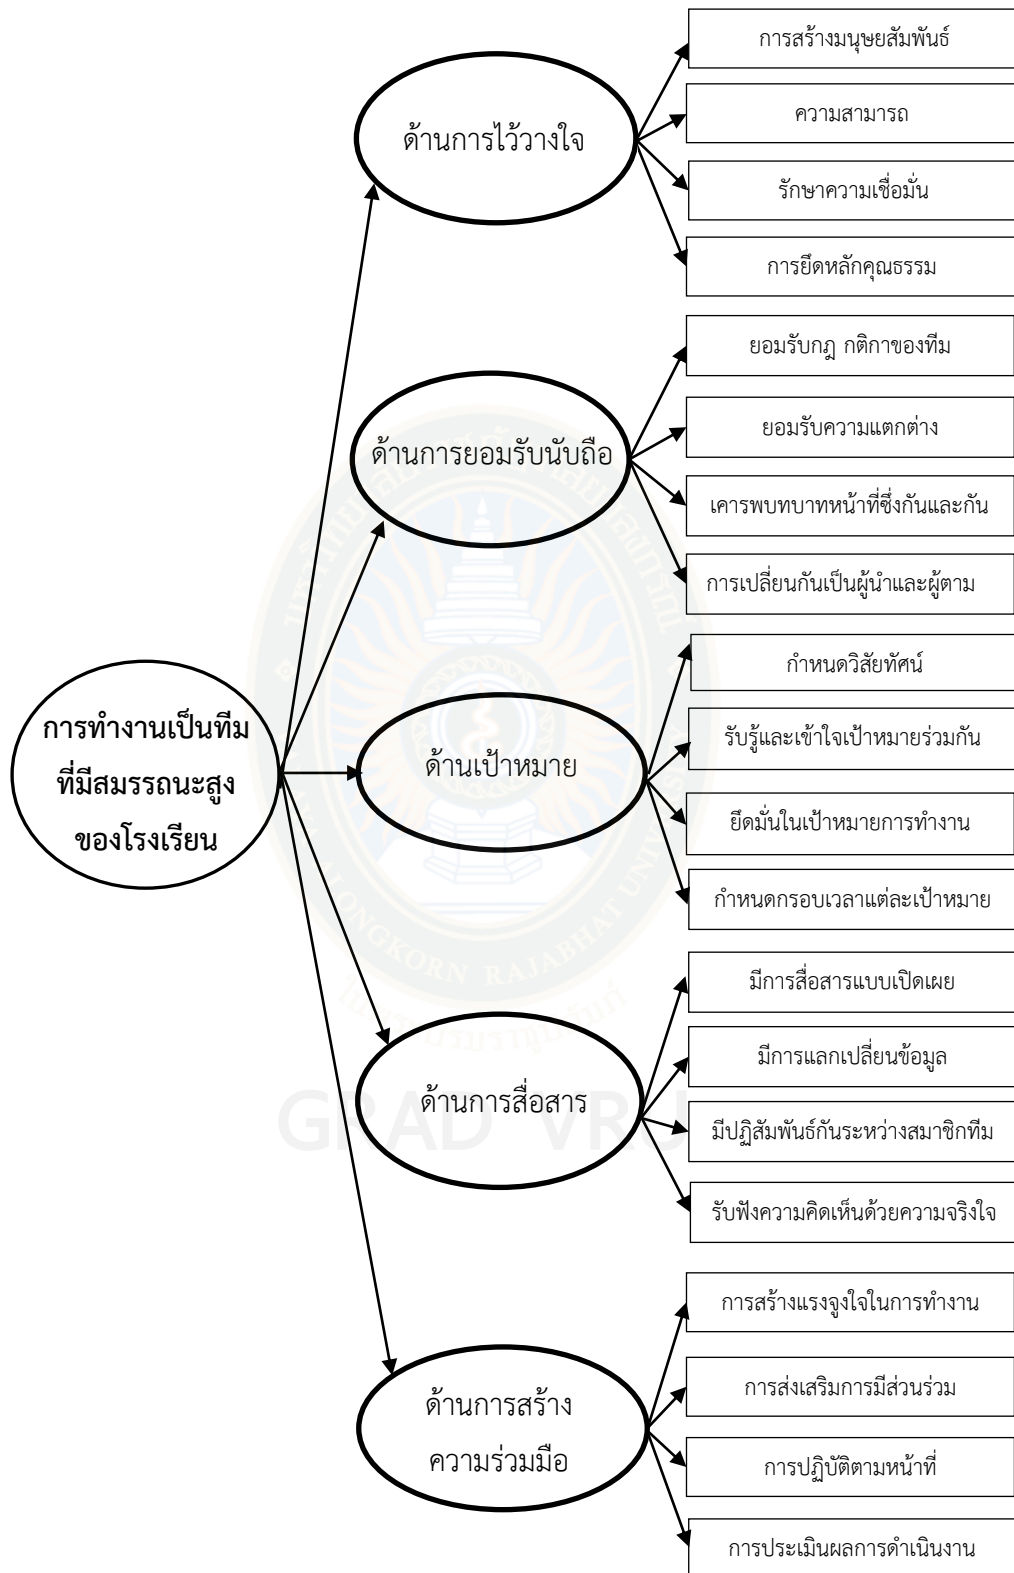 การทำงานเป็นทีม
ที่มีสมรรถนะสูง
ของโรงเรียน
ด้านการไว้วางใจ
การสร้างมนุษยสัมพันธ์
ความสามารถ
รักษาความเชื่อมั่น
การยึดหลักคุณธรรม
ด้านการยอมรับนับถือ
ยอมรับกฎ กติกาของทีม
ยอมรับความแตกต่าง
เคารพบทบาทหน้าที่ซึ่งกันและกัน
การเปลี่ยนกันเป็นผู้นำและผู้ตาม
ด้านเป้าหมาย
กำหนดวิสัยทัศน์
รับรู้และเข้าใจเป้าหมายร่วมกัน
ยึดมั่นในเป้าหมายการทำงาน
กำหนดกรอบเวลาแต่ละเป้าหมาย
ด้านการสื่อสาร
มีการสื่อสารแบบเปิดเผย
มีการแลกเปลี่ยนข้อมูล
มีปฏิสัมพันธ์กันระหว่างสมาชิกทีม
รับฟังความคิดเห็นด้วยความจริงใจ
ด้านการสร้าง
ความร่วมมือ
การสร้างแรงจูงใจในการทำงาน
การส่งเสริมการมีส่วนร่วม
การปฏิบัติตามหน้าที่
การประเมินผลการดำเนินงาน
GRAD VRU